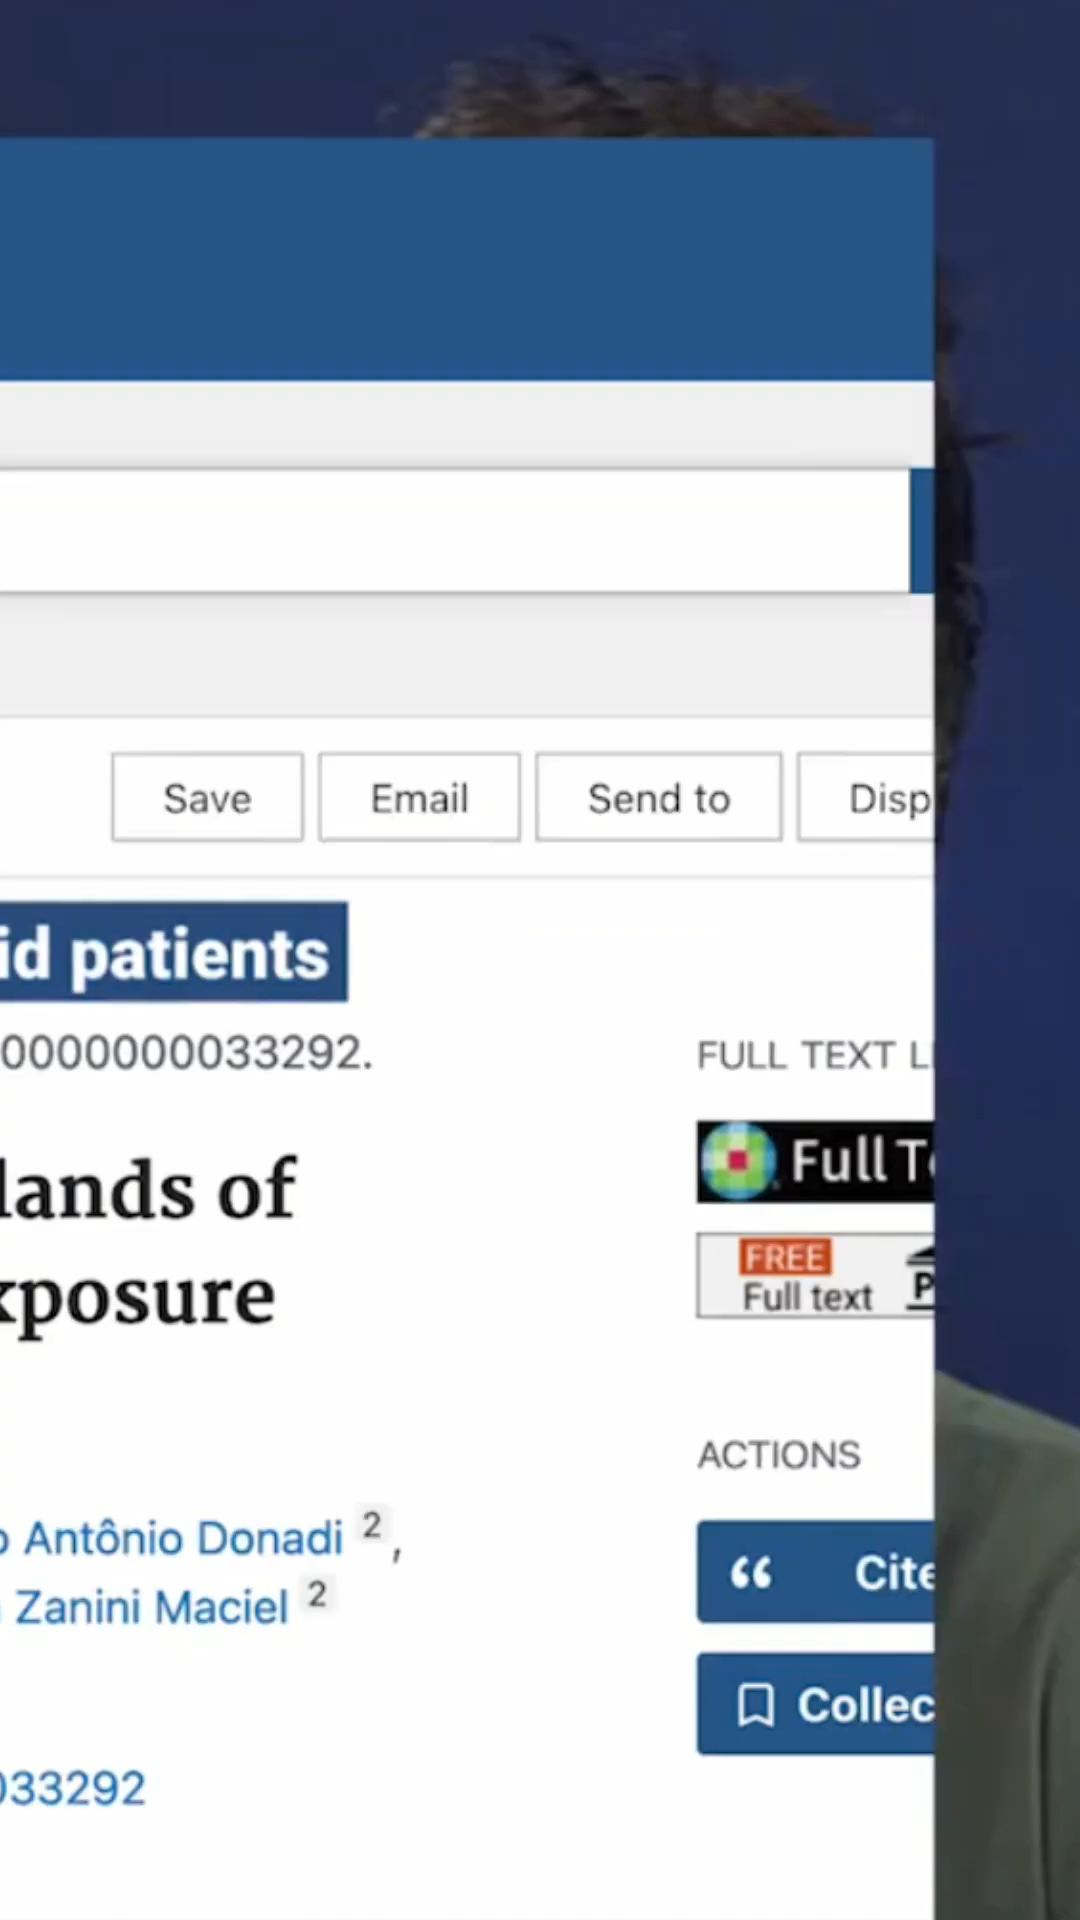 Save Email Send to Disp
id patients
0000000033292.
FULL TEXT L
lands of
xposure
Full T
FREE
Full text
P
ACTIONS
Antônio Donadi 2,
Zanini Maciel 2
Cite
Collec
033292